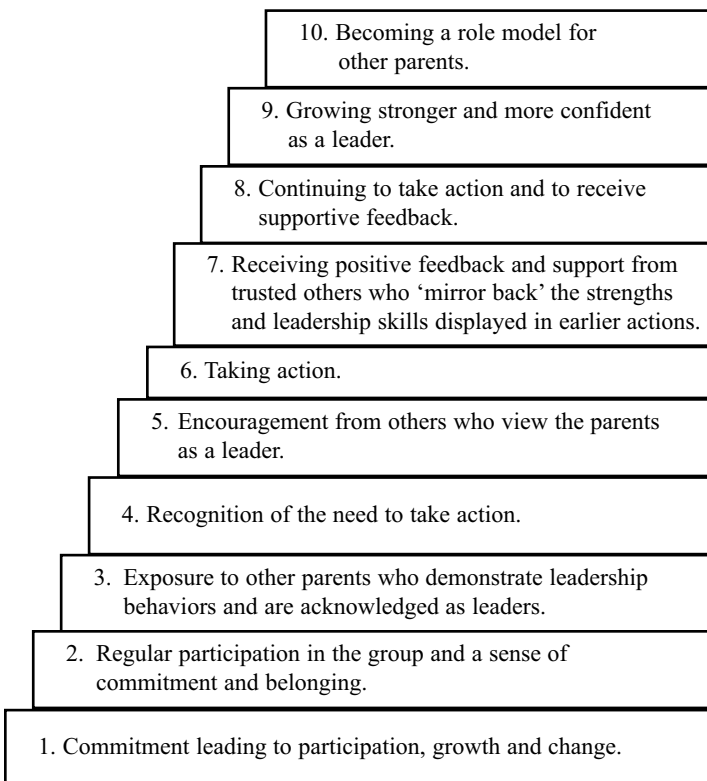 10. Becoming a role model for
other parents.
9. Growing stronger and more confident
as a leader.
8. Continuing to take action and to receive
supportive feedback.
7. Receiving positive feedback and support from
trusted others who ‘mirror back’ the strengths
and leadership skills displayed in earlier actions.
6. Taking action.
5. Encouragement from others who view the parents
as a leader.
4. Recognition of the need to take action.
3. Exposure to other parents who demonstrate leadership
behaviors and are acknowledged as leaders.
2. Regular participation in the group and a sense of
commitment and belonging.
1. Commitment leading to participation, growth and change.